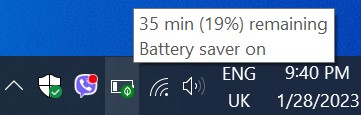 35 min (19%) remaining
Battery saver on
ENG
9:40 PM
UK
1/28/2023